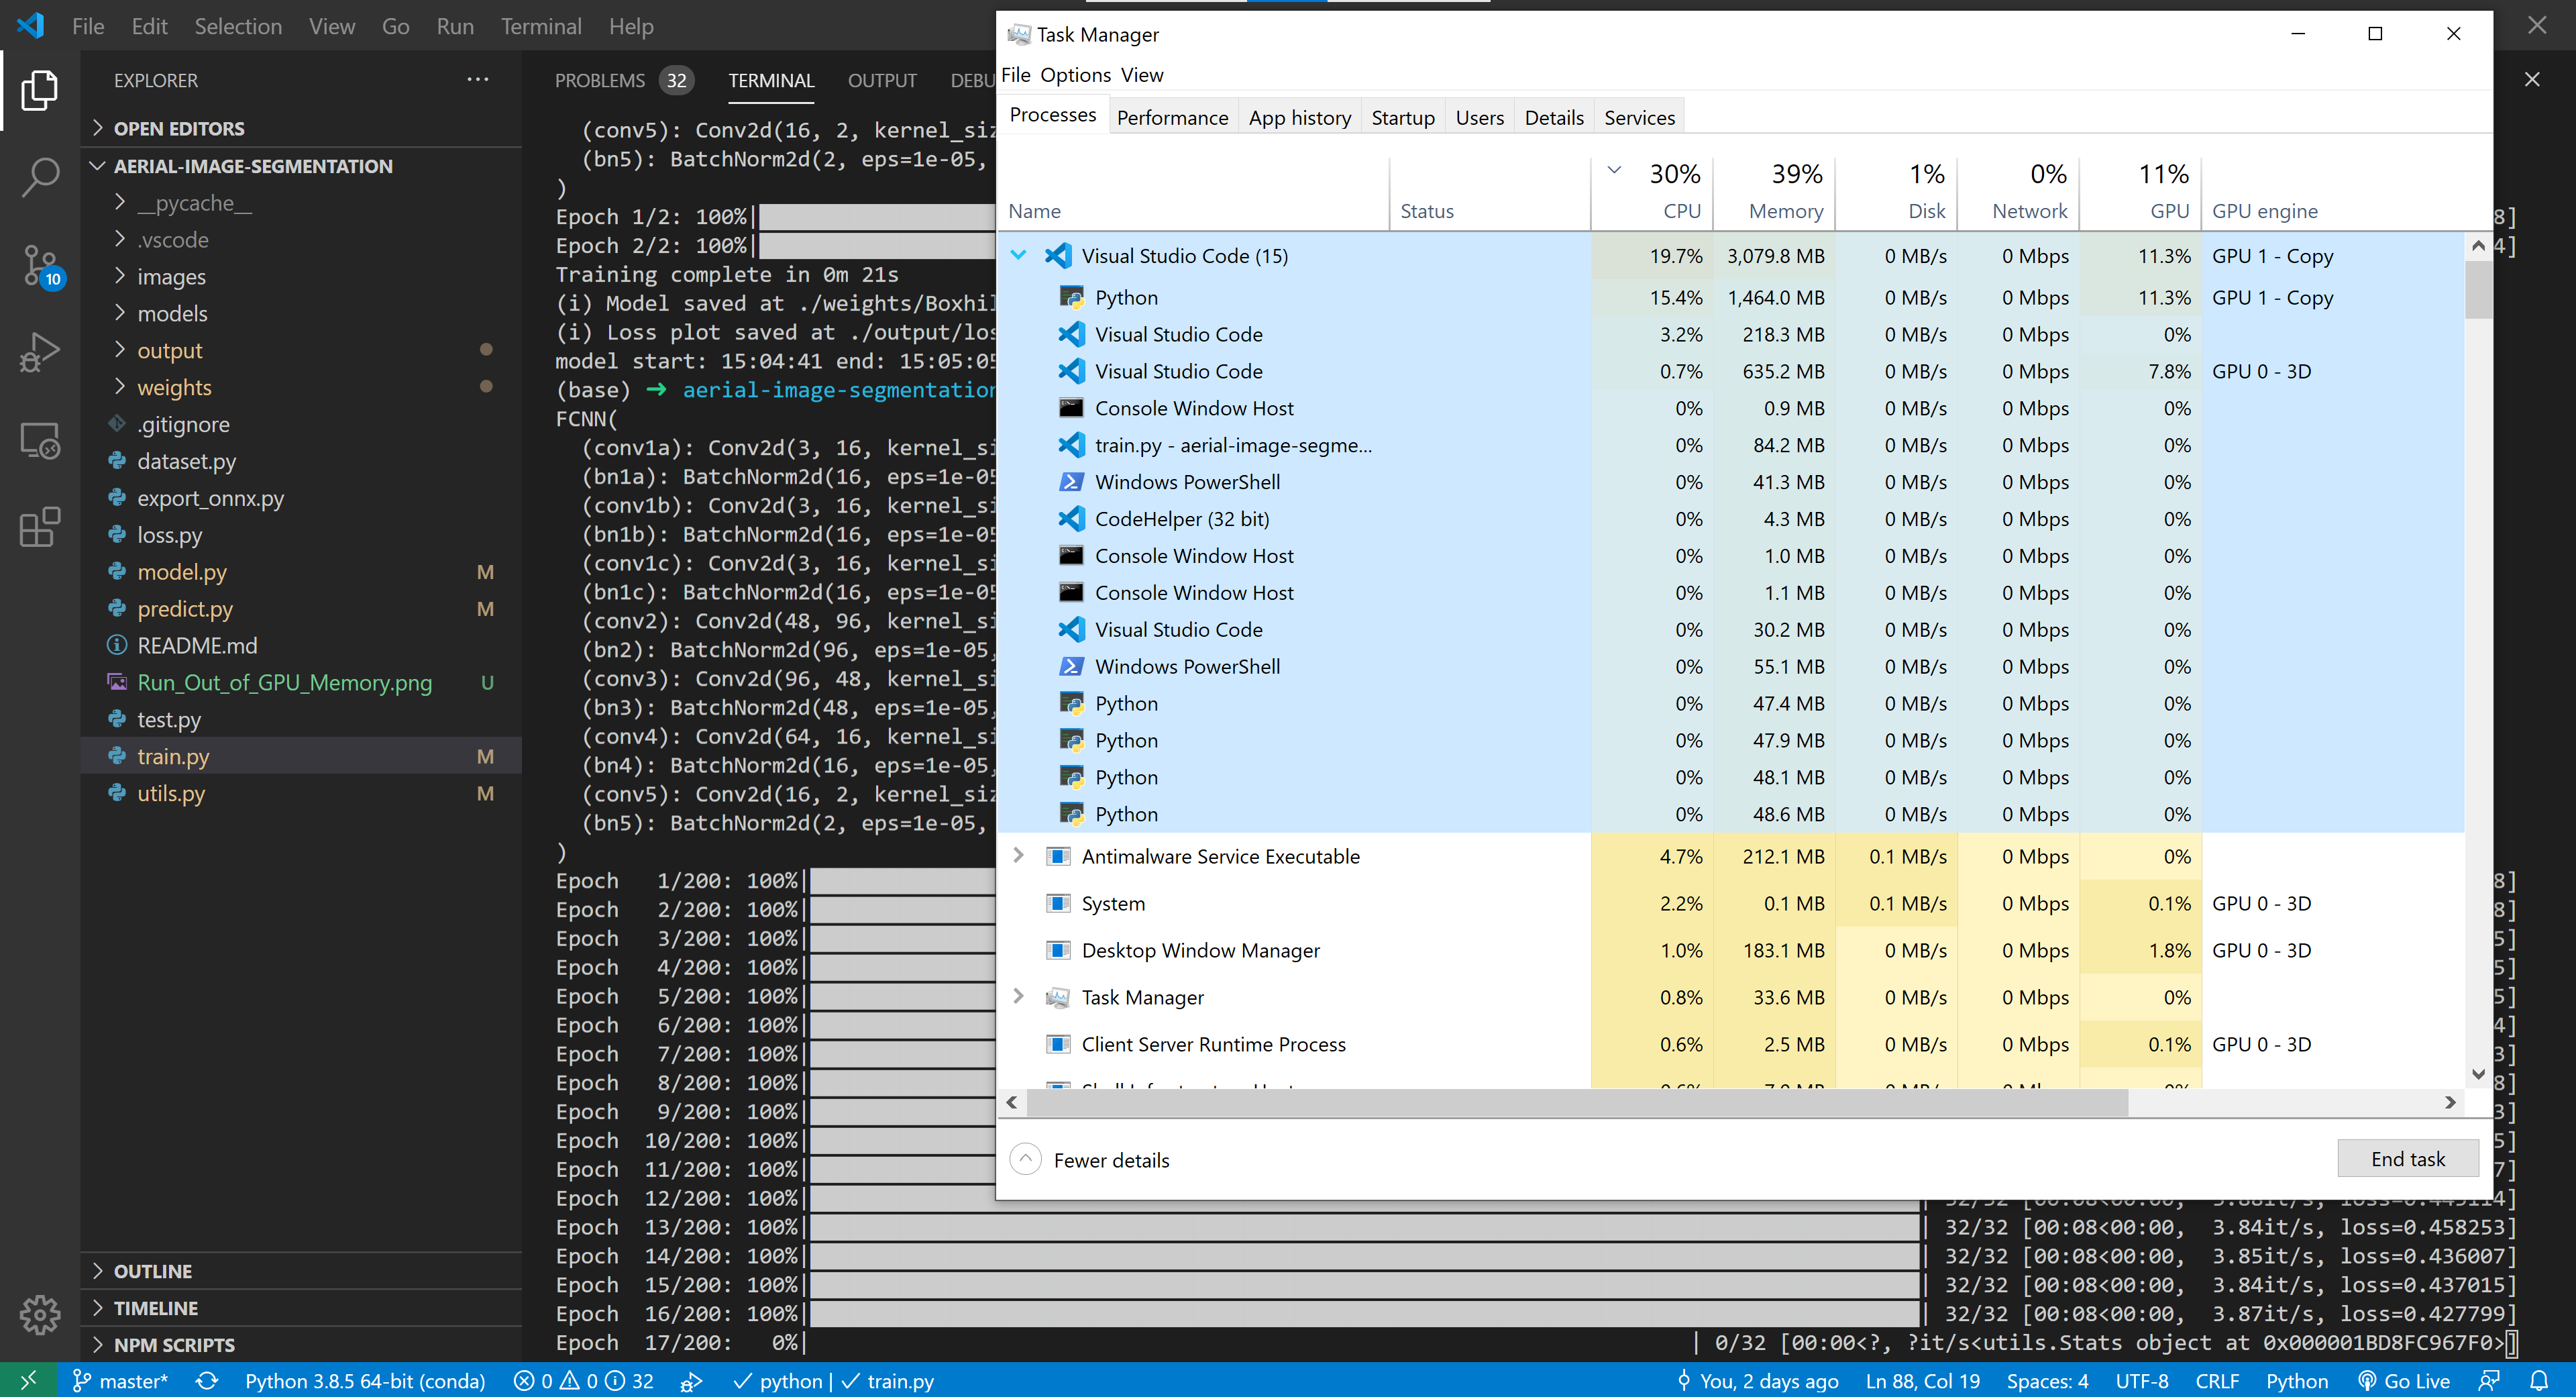 File Edit Selection View Go Run Terminal Help
EXPLORER
OPEN EDITORS
AERIAL-IMAGE-SEGMENTATION
__pycache__
.vscode
images
models
output
weights
.gitignore
dataset.py
export_onnx.py
loss.py
model.py M
predict.py M
README.md
Run_Out_of_GPU_Memory.png U
test.py
train.py M
utils.py M
OUTLINE
TIMELINE
NPM SCRIPTS
10
PROBLEMS 32 TERMINAL OUTPUT DEBU
(conv5): Conv2d(16, 2, kernel_siz
(bn5): BatchNorm2d(2, eps=1e-05,
)
Epoch 1/2: 100%| 8]
Epoch 2/2: 100%| 4]
Training complete in 0m 21s
(i) Model saved at ./weights/Boxhil
(i) Loss plot saved at ./output/los
model start: 15:04:41 end: 15:05:05
(base) ➜ aerial-image-segmentation
FCNN(
(conv1a): Conv2d(3, 16, kernel_si
(bn1a): BatchNorm2d(16, eps=1e-05
(conv1b): Conv2d(3, 16, kernel_si
(bn1b): BatchNorm2d(16, eps=1e-05
(conv1c): Conv2d(3, 16, kernel_si
(bn1c): BatchNorm2d(16, eps=1e-05
(conv2): Conv2d(48, 96, kernel_si
(bn2): BatchNorm2d(96, eps=1e-05,
(conv3): Conv2d(96, 48, kernel_si
(bn3): BatchNorm2d(48, eps=1e-05,
(conv4): Conv2d(64, 16, kernel_si
(bn4): BatchNorm2d(16, eps=1e-05,
(conv5): Conv2d(16, 2, kernel_siz
(bn5): BatchNorm2d(2, eps=1e-05,
)
Epoch 1/200: 100%| 8]
Epoch 2/200: 100%| 8]
Epoch 3/200: 100%| 5]
Epoch 4/200: 100%| 5]
Epoch 5/200: 100%| 5]
Epoch 6/200: 100%| 4]
Epoch 7/200: 100%| 3]
Epoch 8/200: 100%| 8]
Epoch 9/200: 100%| 3]
Epoch 10/200: 100%| 5]
Epoch 11/200: 100%| 7]
Epoch 12/200: 100%| | 32/32 [00:08<00:00, 3.88it/s, loss=0.445114]
Epoch 13/200: 100%| | 32/32 [00:08<00:00, 3.84it/s, loss=0.458253]
Epoch 14/200: 100%| | 32/32 [00:08<00:00, 3.85it/s, loss=0.436007]
Epoch 15/200: 100%| | 32/32 [00:08<00:00, 3.84it/s, loss=0.437015]
Epoch 16/200: 100%| | 32/32 [00:08<00:00, 3.87it/s, loss=0.427799]
Epoch 17/200: 0%| | 0/32 [00:00<?, ?it/s<utils.Stats object at 0x000001BD8FC967F0>]
Task Manager
File Options View
Processes Performance App history Startup Users Details Services
30% 39% 1% 0% 11%
Name Status CPU Memory Disk Network GPU GPU engine
Visual Studio Code (15) 19.7% 3,079.8 MB 0 MB/s 0 Mbps 11.3% GPU 1 - Copy
Python 15.4% 1,464.0 MB 0 MB/s 0 Mbps 11.3% GPU 1 - Copy
Visual Studio Code 3.2% 218.3 MB 0 MB/s 0 Mbps 0%
Visual Studio Code 0.7% 635.2 MB 0 MB/s 0 Mbps 7.8% GPU 0 - 3D
Console Window Host 0% 0.9 MB 0 MB/s 0 Mbps 0%
train.py - aerial-image-segme... 0% 84.2 MB 0 MB/s 0 Mbps 0%
Windows PowerShell 0% 41.3 MB 0 MB/s 0 Mbps 0%
CodeHelper (32 bit) 0% 4.3 MB 0 MB/s 0 Mbps 0%
Console Window Host 0% 1.0 MB 0 MB/s 0 Mbps 0%
Console Window Host 0% 1.1 MB 0 MB/s 0 Mbps 0%
Visual Studio Code 0% 30.2 MB 0 MB/s 0 Mbps 0%
Windows PowerShell 0% 55.1 MB 0 MB/s 0 Mbps 0%
Python 0% 47.4 MB 0 MB/s 0 Mbps 0%
Python 0% 47.9 MB 0 MB/s 0 Mbps 0%
Python 0% 48.1 MB 0 MB/s 0 Mbps 0%
Python 0% 48.6 MB 0 MB/s 0 Mbps 0%
Antimalware Service Executable 4.7% 212.1 MB 0.1 MB/s 0 Mbps 0%
System 2.2% 0.1 MB 0.1 MB/s 0 Mbps 0.1% GPU 0 - 3D
Desktop Window Manager 1.0% 183.1 MB 0 MB/s 0 Mbps 1.8% GPU 0 - 3D
Task Manager 0.8% 33.6 MB 0 MB/s 0 Mbps 0%
Client Server Runtime Process 0.6% 2.5 MB 0 MB/s 0 Mbps 0.1% GPU 0 - 3D
Fewer details End task
master* Python 3.8.5 64-bit (conda) 0 0 32 python | train.py You, 2 days ago Ln 88, Col 19 Spaces: 4 UTF-8 CRLF Python Go Live